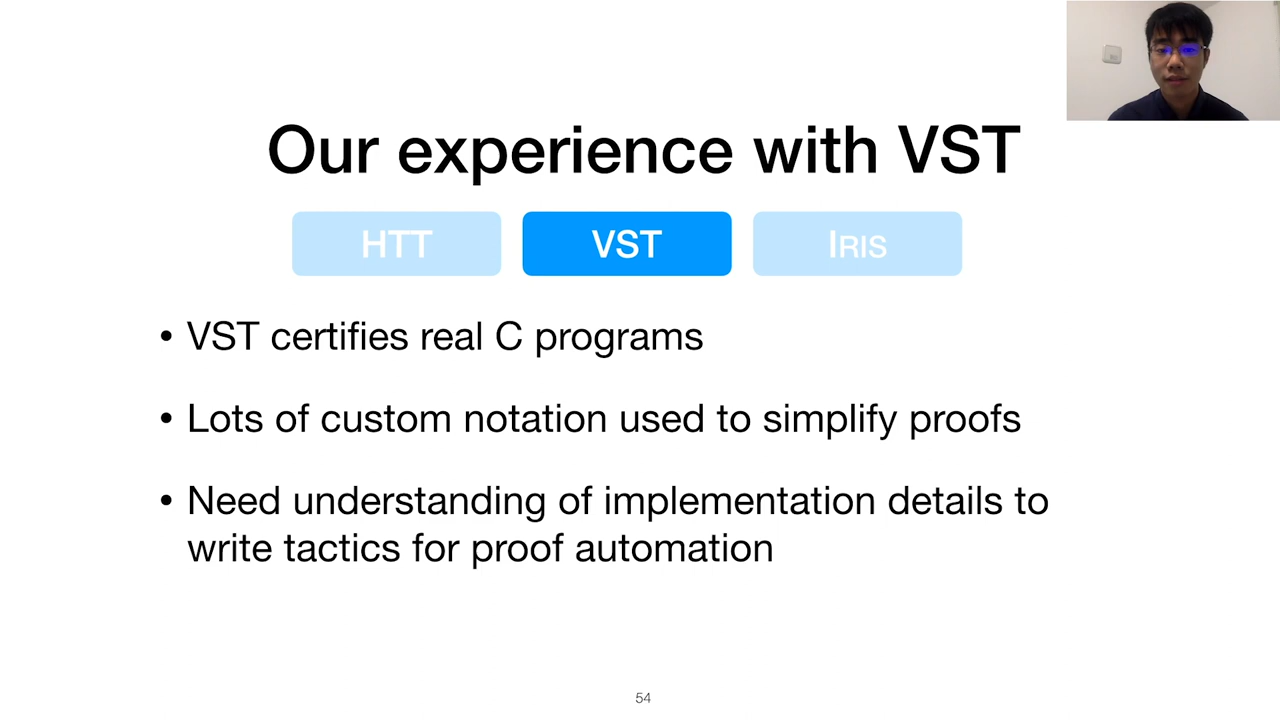 Our experience with VST
HTT
VST
IRIS
• VST certifies real C programs
• Lots of custom notation used to simplify proofs
• Need understanding of implementation details to
write tactics for proof automation
54